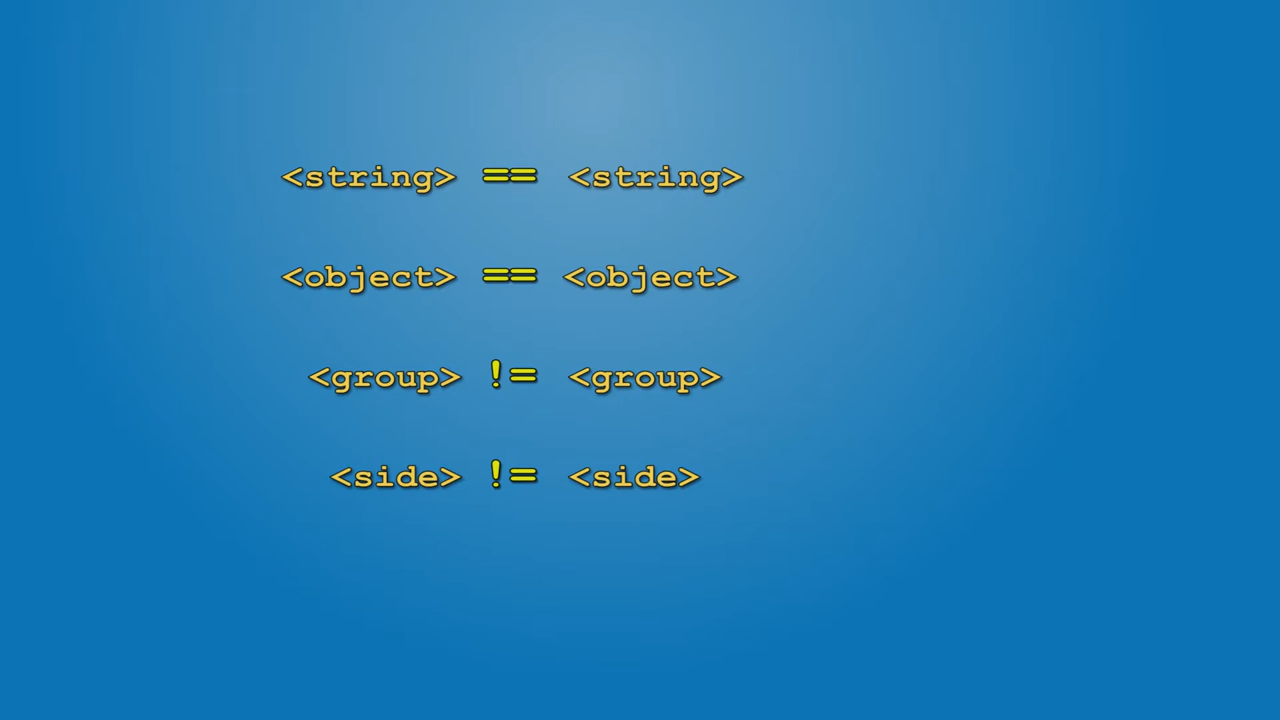 <string> == <string>
<object> == <object>
<group> != <group>
<side> != <side>